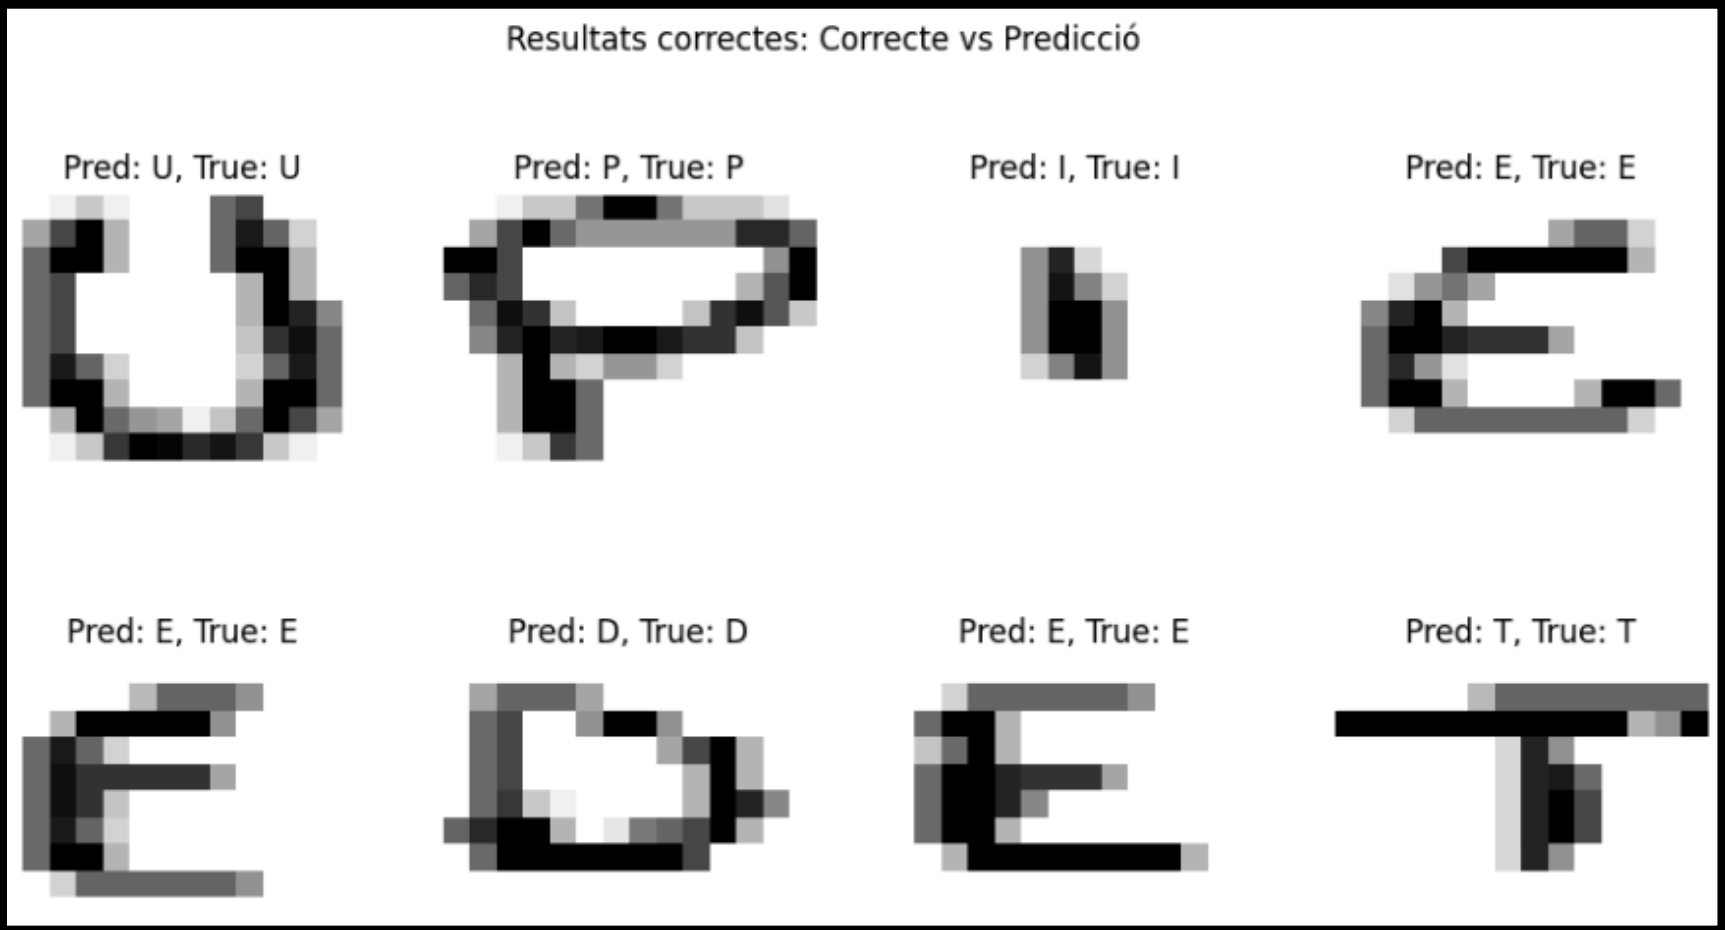 Resultats correctes: Correcte vs Predicció
Pred: U, True: U
Pred: P, True: P
Pred: I, True: I
Pred: E, True: E
U
P
I
E
Pred: E, True: E
Pred: D, True: D
Pred: E, True: E
Pred: T, True: T
E
D
E
T